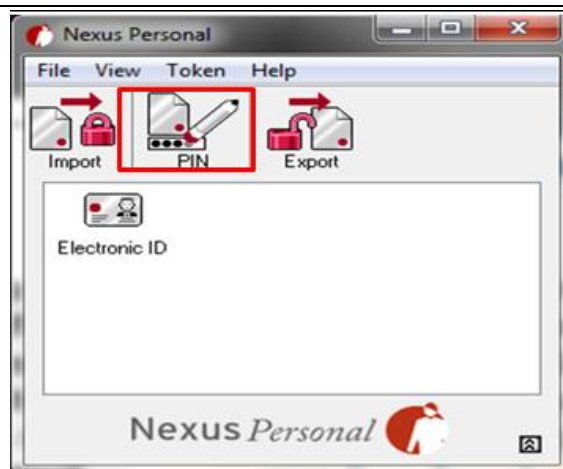 Nexus Personal
File View Token Help
Import PIN Export
Electronic ID
Nexus Personal